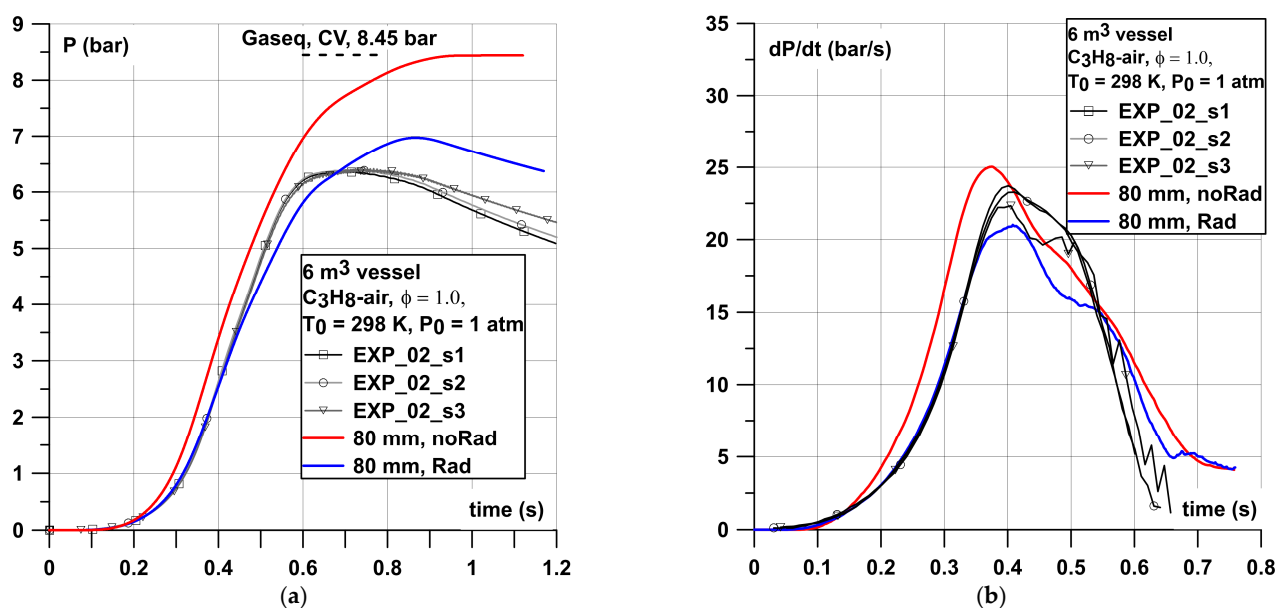 P (bar)
Gaseq, CV, 8.45 bar
6 m3 vessel
C3H8-air, ϕ = 1.0,
T0 = 298 K, P0 = 1 atm
EXP_02_s1
EXP_02_s2
EXP_02_s3
80 mm, noRad
80 mm, Rad
time (s)
9
8
7
6
5
4
3
2
1
0
0
0.2
0.4
0.6
0.8
1.0
1.2
(a)
dP/dt (bar/s)
6 m3 vessel
C3H8-air, ϕ = 1.0,
T0 = 298 K, P0 = 1 atm
EXP_02_s1
EXP_02_s2
EXP_02_s3
80 mm, noRad
80 mm, Rad
time (s)
35
30
25
20
15
10
5
0
0
0.1
0.2
0.3
0.4
0.5
0.6
0.7
0.8
(b)